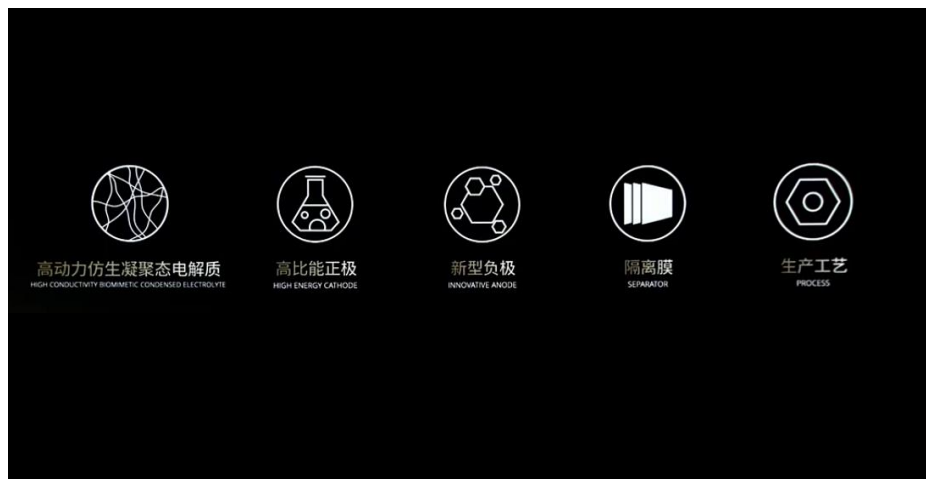 高动力仿生凝聚态电解质
HIGH CONDUCTIVITY BIOMIMETIC CONDENSED ELECTROLYTE
高比能正极
HIGH ENERGY CATHODE
新型负极
INNOVATIVE ANODE
隔离膜
SEPARATOR
生产工艺
PROCESS